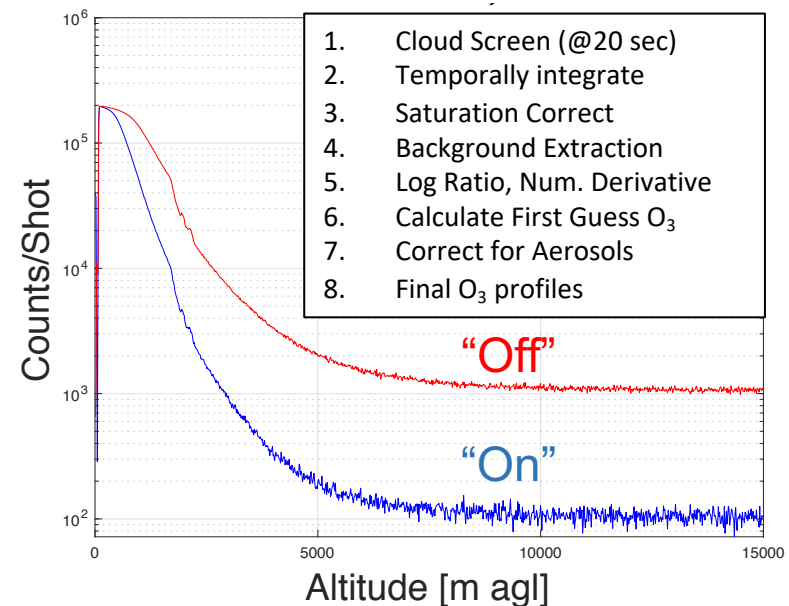 10^6
10^5
10^4
10^3
10^2
Counts/Shot
1. Cloud Screen (@20 sec)
2. Temporally integrate
3. Saturation Correct
4. Background Extraction
5. Log Ratio, Num. Derivative
6. Calculate First Guess O₃
7. Correct for Aerosols
8. Final O₃ profiles
“Off”
“On”
0 5000 10000 15000
Altitude [m agl]